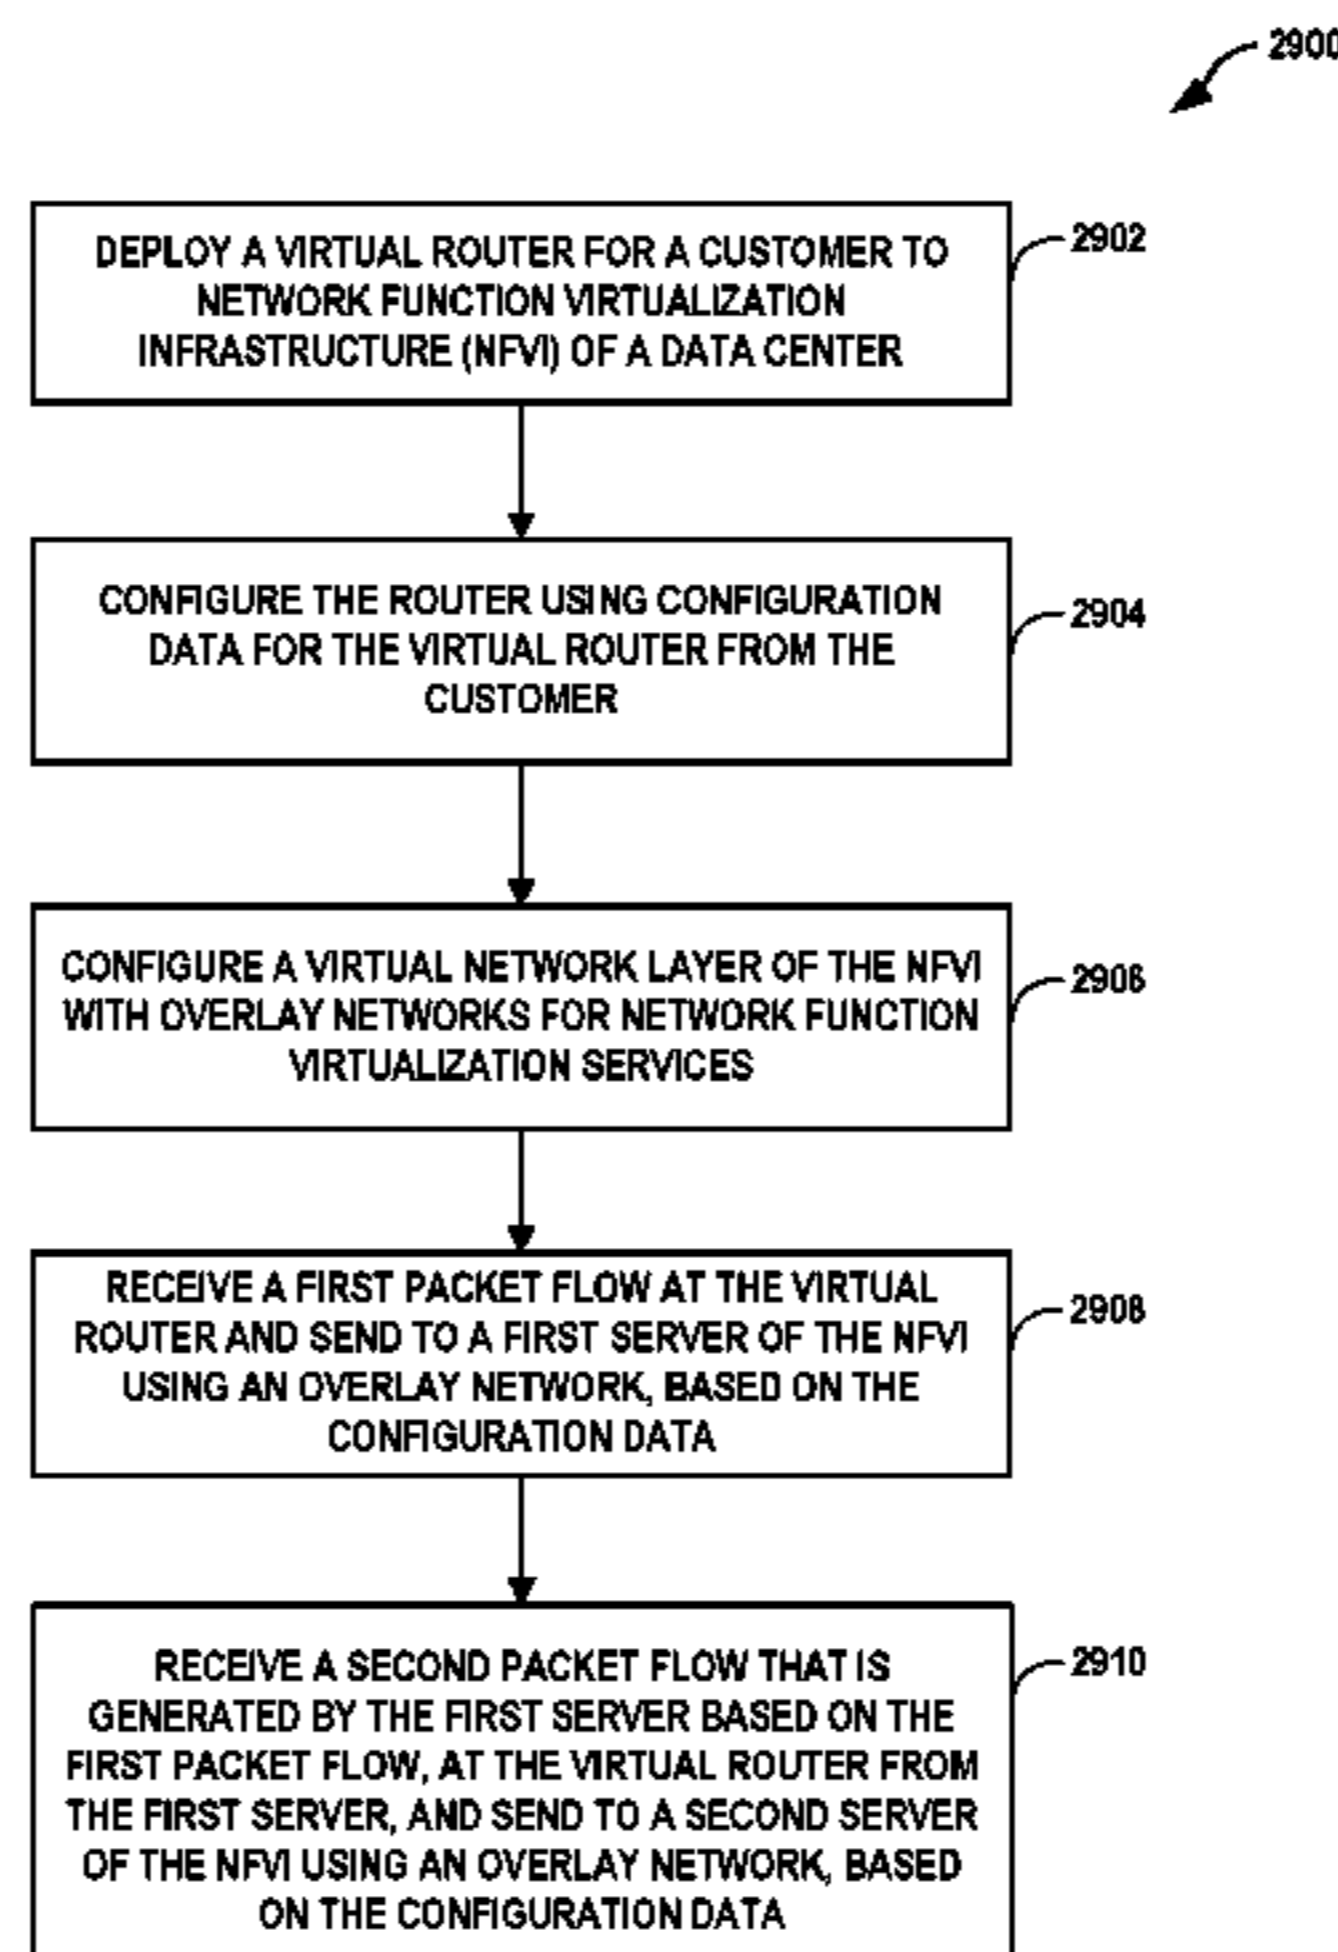 2900
DEPLOY A VIRTUAL ROUTER FOR A CUSTOMER TO
NETWORK FUNCTION VIRTUALIZATION
INFRASTRUCTURE (NFVI) OF A DATA CENTER
2902
CONFIGURE THE ROUTER USING CONFIGURATION
DATA FOR THE VIRTUAL ROUTER FROM THE
CUSTOMER
2904
CONFIGURE A VIRTUAL NETWORK LAYER OF THE NFVI
WITH OVERLAY NETWORKS FOR NETWORK FUNCTION
VIRTUALIZATION SERVICES
2906
RECEIVE A FIRST PACKET FLOW AT THE VIRTUAL
ROUTER AND SEND TO A FIRST SERVER OF THE NFVI
USING AN OVERLAY NETWORK, BASED ON THE
CONFIGURATION DATA
2908
RECEIVE A SECOND PACKET FLOW THAT IS
GENERATED BY THE FIRST SERVER BASED ON THE
FIRST PACKET FLOW, AT THE VIRTUAL ROUTER FROM
THE FIRST SERVER, AND SEND TO A SECOND SERVER
OF THE NFVI USING AN OVERLAY NETWORK, BASED
ON THE CONFIGURATION DATA
2910